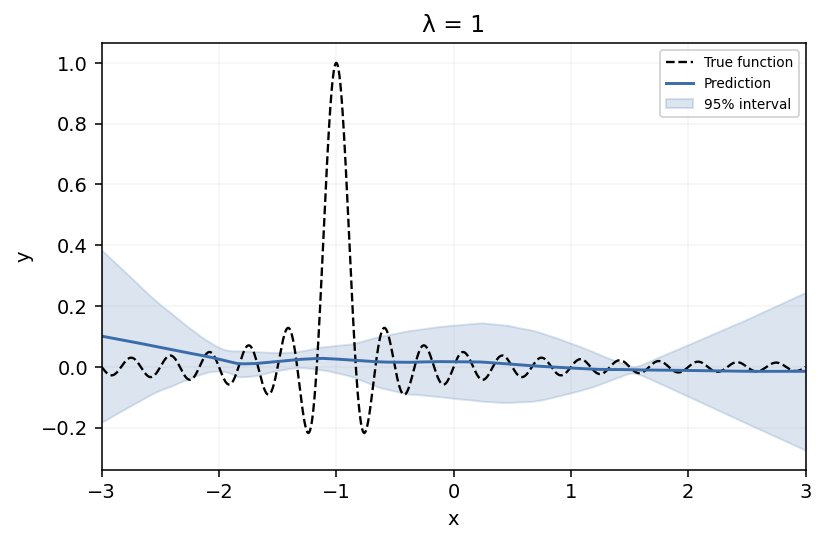 λ = 1
True function
Prediction
95% interval
1.0
0.8
0.6
0.4
0.2
0.0
−0.2
y
−3 −2 −1 0 1 2 3
x